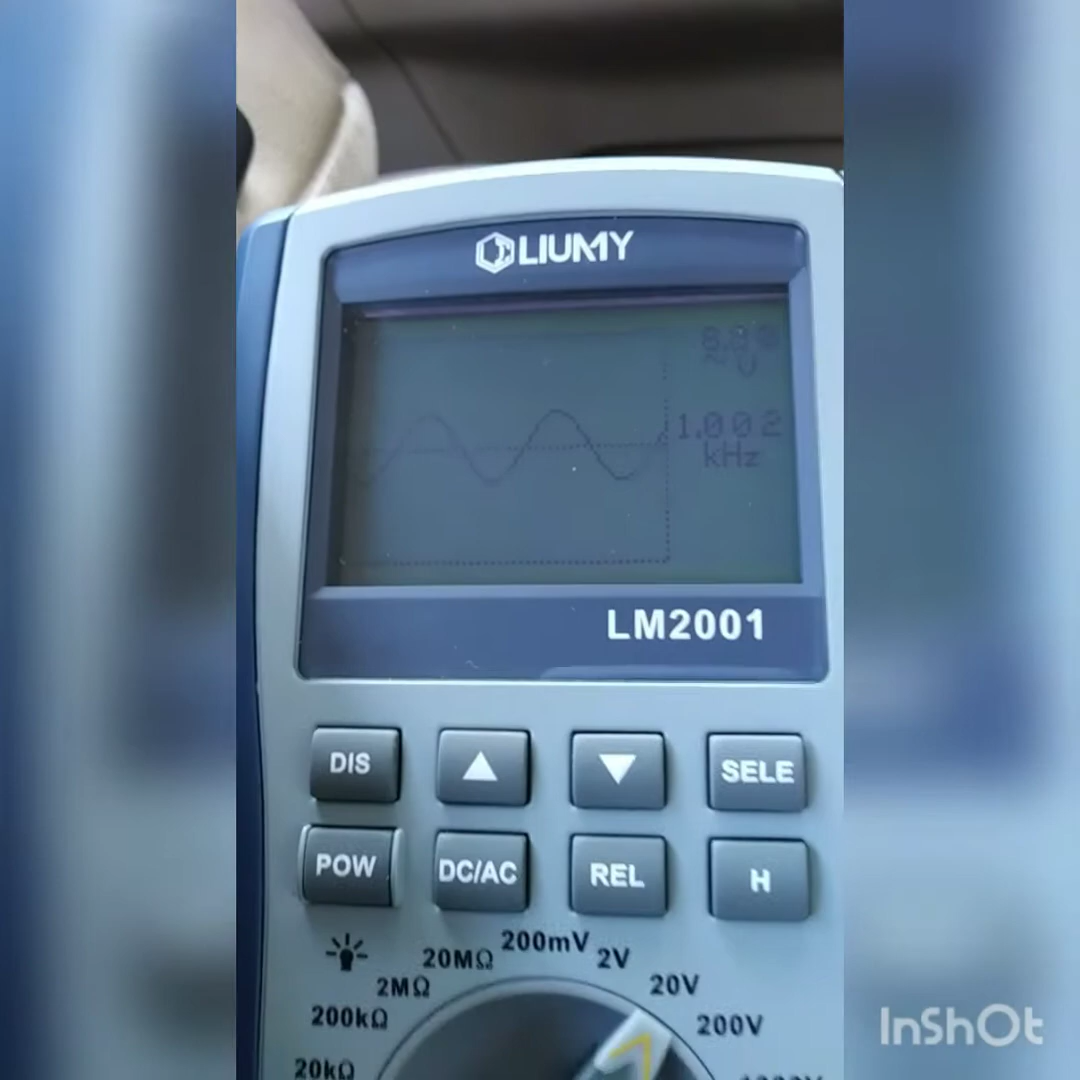 LIUMY
1.002
kHz
LM2001
DIS ▲ ▼ SELE
POW DC/AC REL H
200mV
20MΩ 2V
2MΩ 20V
200kΩ 200V
20kΩ
InShOt